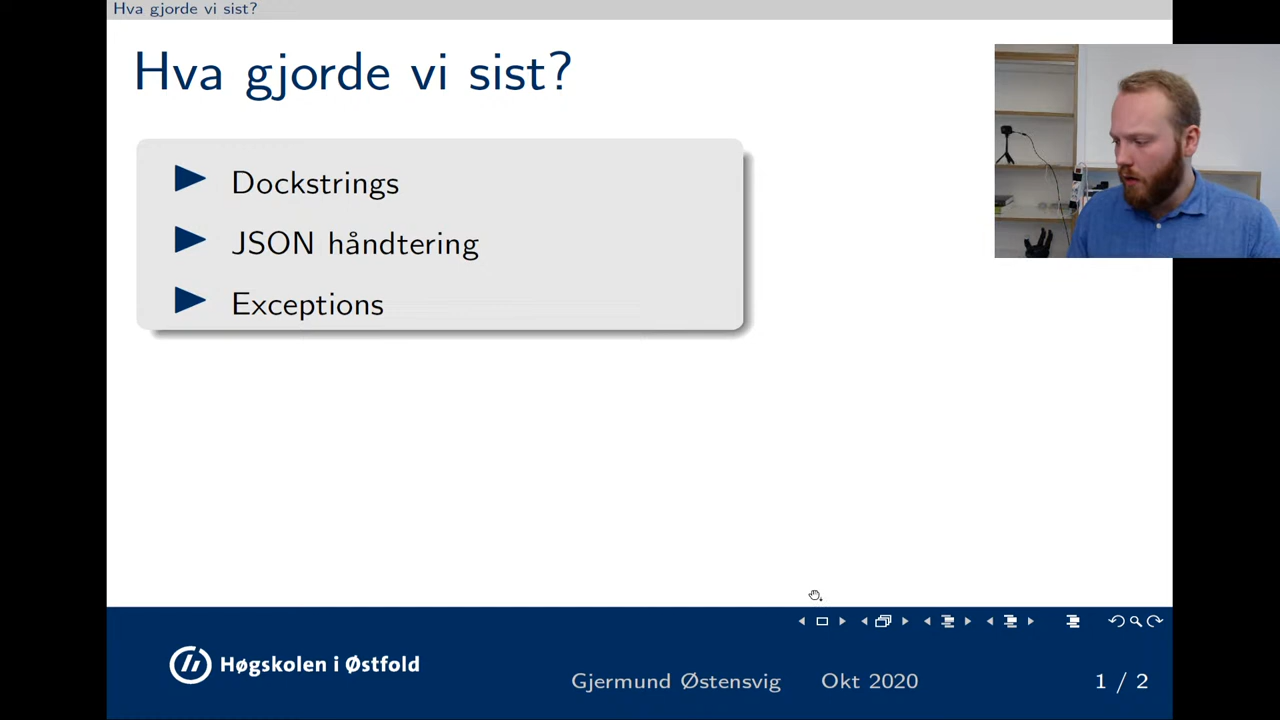 Hva gjorde vi sist?
Hva gjorde vi sist?
Dockstrings
JSON håndtering
Exceptions
Høgskolen i Østfold
Gjermund Østensvig Okt 2020 1 / 2